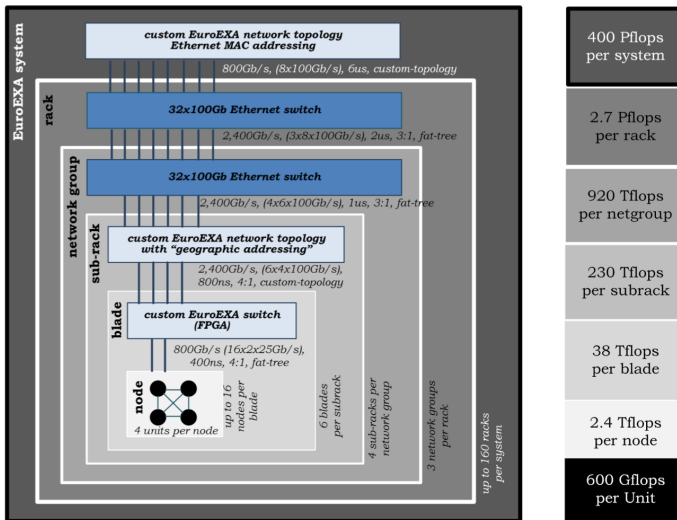 EuroEXA system
custom EuroEXA network topology
Ethernet MAC addressing
800Gb/s, (8x100Gb/s), 6us, custom-topology
rack
32x100Gb Ethernet switch
2,400Gb/s, (3x8x100Gb/s), 2us, 3:1, fat-tree
network group
32x100Gb Ethernet switch
2,400Gb/s, (4x6x100Gb/s), 1us, 3:1, fat-tree
sub-rack
custom EuroEXA network topology
with "geographic addressing"
2,400Gb/s, (6x4x100Gb/s),
800ns, 4:1, custom-topology
blade
custom EuroEXA switch
(FPGA)
800Gb/s (16x2x25Gb/s),
400ns, 4:1, fat-tree
node
4 units per node
up to 16
nodes per
blade
6 blades
per subrack
4 sub-racks per
network group
3 network groups
per rack
up to 160 racks
per system
400 Pflops
per system
2.7 Pflops
per rack
920 Tflops
per netgroup
230 Tflops
per subrack
38 Tflops
per blade
2.4 Tflops
per node
600 Gflops
per Unit